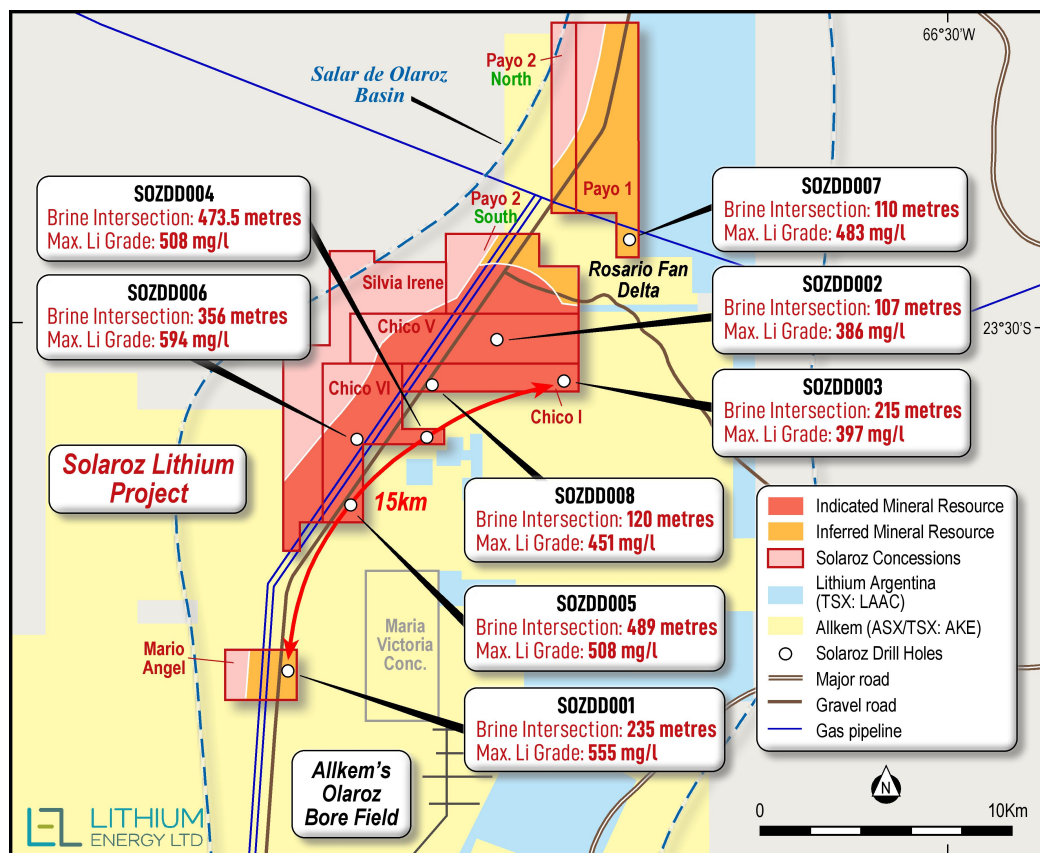 66°30'W
Payo 2
North
Salar de Olaroz
Basin
SOZDD004
Brine Intersection: 473.5 metres
Max. Li Grade: 508 mg/l
Payo 2
South
Payo 1
SOZDD007
Brine Intersection: 110 metres
Max. Li Grade: 483 mg/l
Rosario Fan
Delta
SOZDD006
Brine Intersection: 356 metres
Max. Li Grade: 594 mg/l
Silvia Irene
SOZDD002
Brine Intersection: 107 metres
Max. Li Grade: 386 mg/l
Chico V
23°30'S
Chico VI
Chico I
SOZDD003
Brine Intersection: 215 metres
Max. Li Grade: 397 mg/l
Solaroz Lithium
Project
15km
SOZDD008
Brine Intersection: 120 metres
Max. Li Grade: 451 mg/l
Indicated Mineral Resource
Inferred Mineral Resource
Solaroz Concessions
Lithium Argentina
(TSX: LAAC)
Allkem (ASX/TSX: AKE)
Solaroz Drill Holes
Major road
Gravel road
Gas pipeline
SOZDD005
Brine Intersection: 489 metres
Max. Li Grade: 508 mg/l
Maria
Victoria
Conc.
Mario
Angel
SOZDD001
Brine Intersection: 235 metres
Max. Li Grade: 555 mg/l
Allkem's
Olaroz
Bore Field
N
0 10Km
LITHIUM
ENERGY LTD